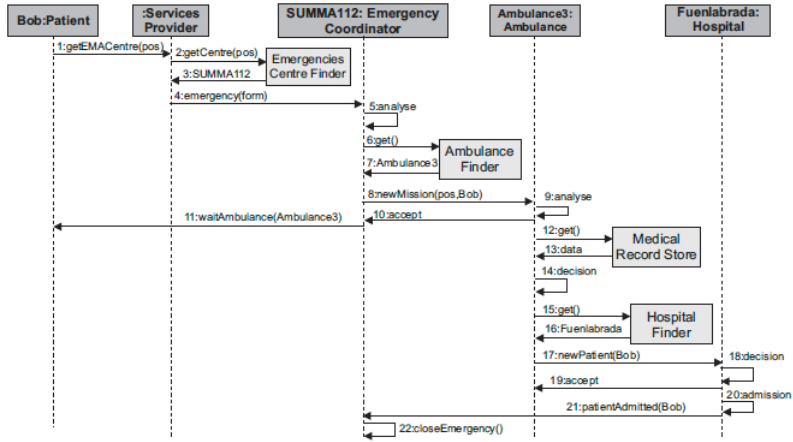 Bob:Patient
:Services
Provider
SUMMA112: Emergency
Coordinator
Ambulance3:
Ambulance
Fuenlabrada:
Hospital
1:getEMACentre(pos)
2:getCentre(pos)
Emergencies
Centre Finder
3:SUMMA112
4:emergency(form)
5:analyse
6:get()
Ambulance
Finder
7:Ambulance3
8:newMission(pos,Bob)
9:analyse
10:accept
11:waitAmbulance(Ambulance3)
12:get()
Medical
Record Store
13:data
14:decision
15:get()
Hospital
Finder
16:Fuenlabrada
17:newPatient(Bob)
18:decision
19:accept
20:admission
21:patientAdmitted(Bob)
22:closeEmergency()